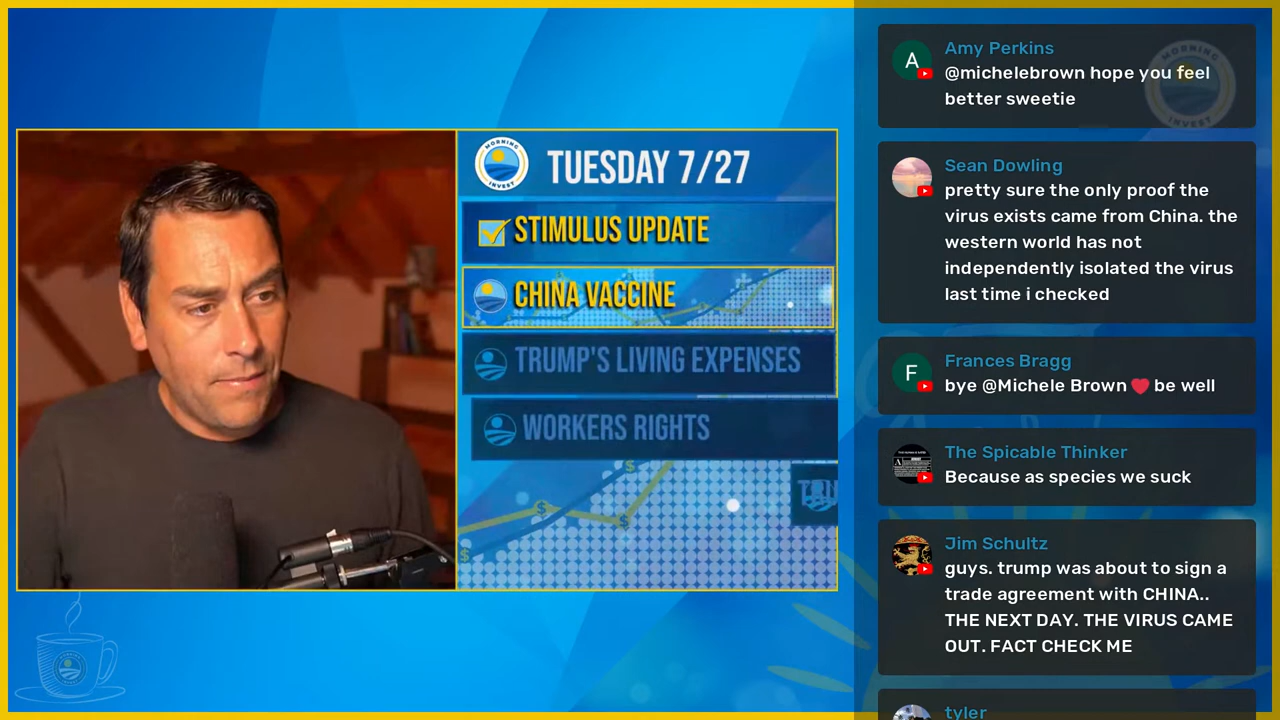 MORNING
INVEST
TUESDAY 7/27
STIMULUS UPDATE
CHINA VACCINE
TRUMP'S LIVING EXPENSES
WORKERS RIGHTS
A
Amy Perkins
@michelebrown hope you feel
better sweetie
MORNING
INVEST
Sean Dowling
pretty sure the only proof the
virus exists came from China. the
western world has not
independently isolated the virus
last time i checked
F
Frances Bragg
bye @Michele Brown ❤️ be well
The Spicable Thinker
Because as species we suck
Jim Schultz
guys. trump was about to sign a
trade agreement with CHINA..
THE NEXT DAY. THE VIRUS CAME
OUT. FACT CHECK ME
tyler